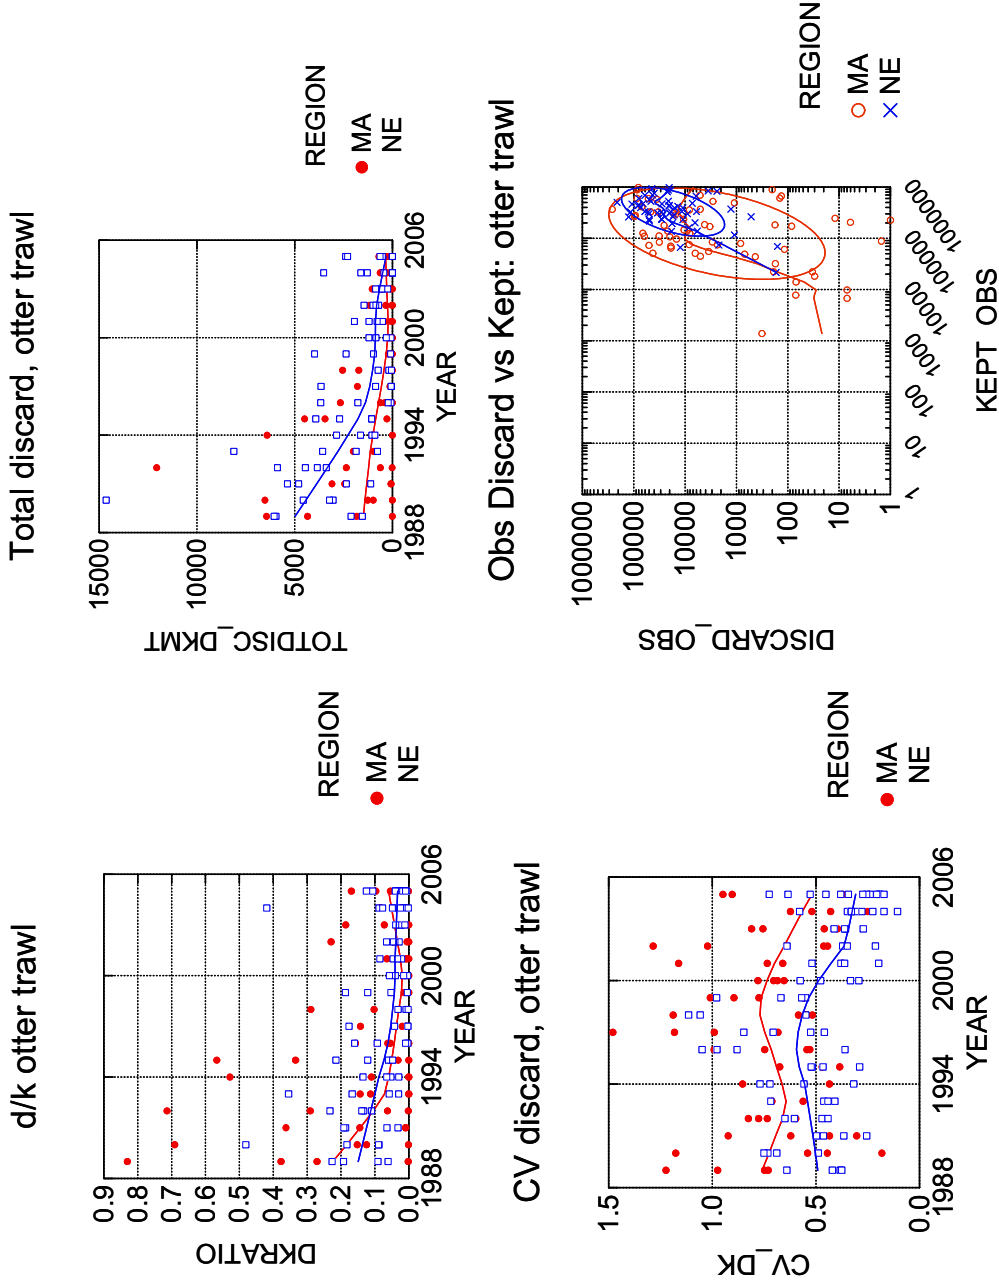 d/k otter trawl
DKRATIO
0.9
0.8
0.7
0.6
0.5
0.4
0.3
0.2
0.1
0.0
1988
1994
2000
2006
YEAR
REGION
MA
NE
Total discard, otter trawl
TOTDISC_DKMT
15000
10000
5000
0
1988
1994
2000
2006
YEAR
REGION
MA
NE
CV discard, otter trawl
CV_DK
1.5
1.0
0.5
0.0
1988
1994
2000
2006
YEAR
REGION
MA
NE
Obs Discard vs Kept: otter trawl
DISCARD_OBS
1000000
100000
10000
1000
100
10
1
1
10
100
1000
10000
100000
1000000
KEPT OBS
REGION
MA
NE